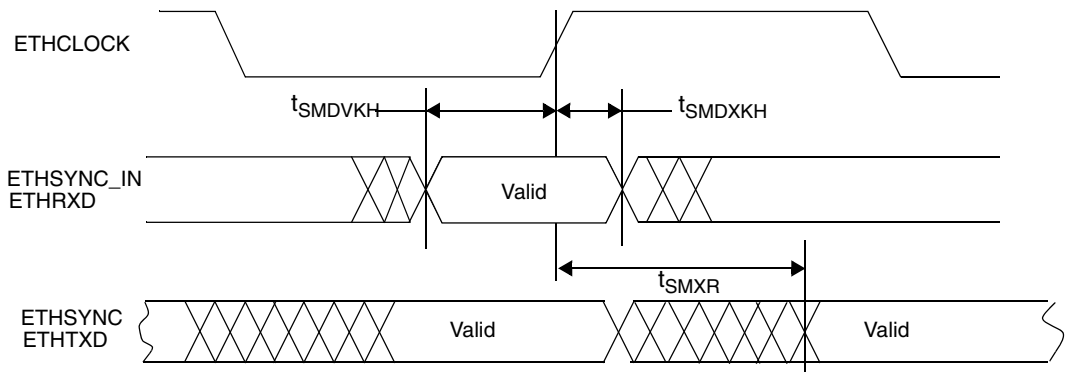 ETHCLOCK
tSMDVKH
tSMDXKH
ETHSYNC_IN
ETHRXD
Valid
tSMXR
ETHSYNC
ETHTXD
Valid
Valid